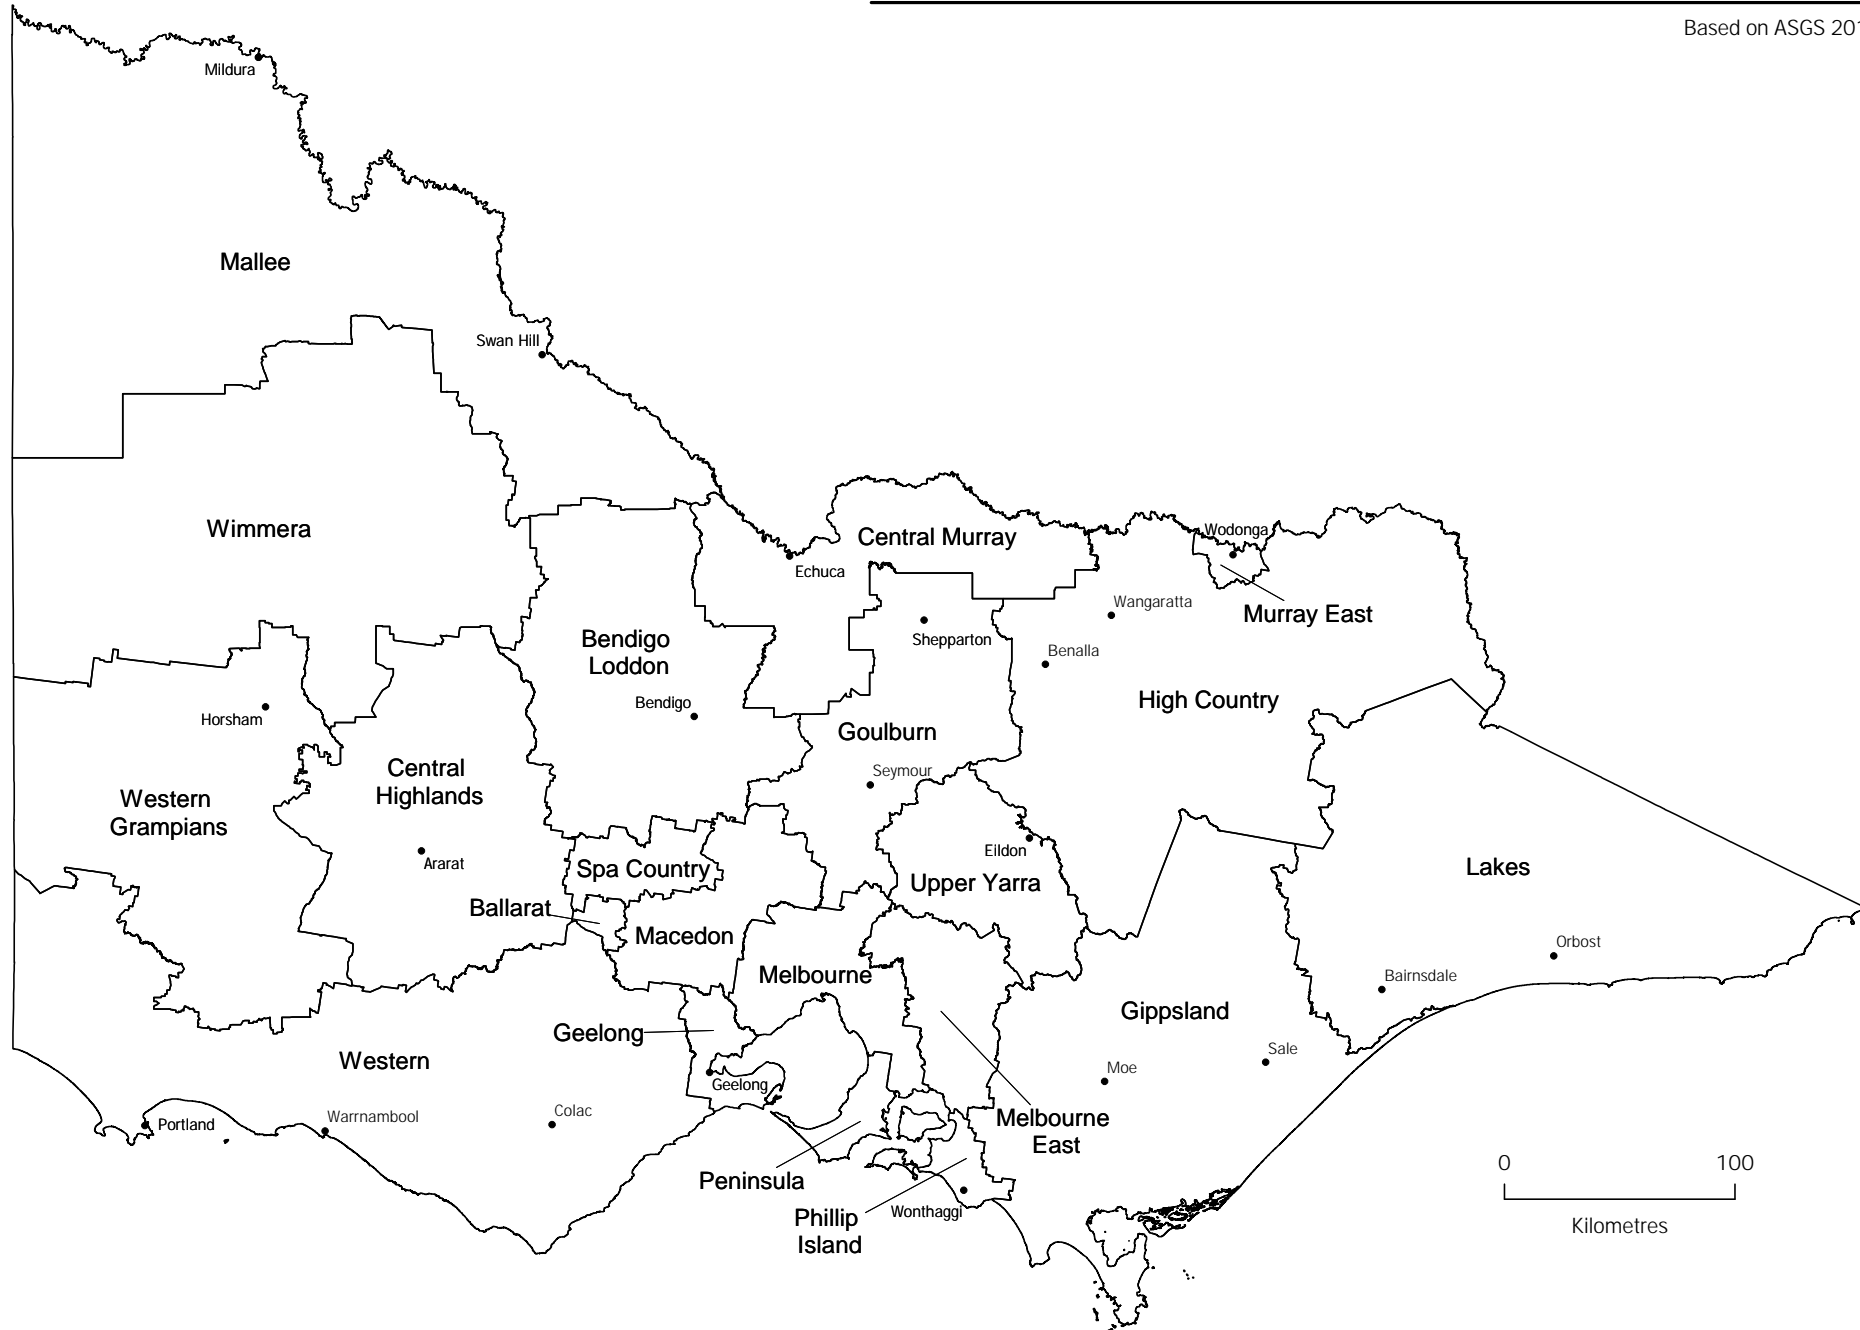 Based on ASGS 201
Mildura
Mallee
Swan Hill
Wimmera
Central Murray
Wodonga
Echuca
Wangaratta
Murray East
Shepparton
Bendigo
Loddon
Benalla
Bendigo
High Country
Horsham
Goulburn
Seymour
Central
Highlands
Western
Grampians
Eildon
Ararat
Spa Country
Lakes
Upper Yarra
Ballarat
Macedon
Orbost
Melbourne
Bairnsdale
Gippsland
Geelong
Sale
Western
Moe
Geelong
Colac
Warrnambool
Portland
Melbourne
East
0 100
Peninsula
Wonthaggi
Phillip
Island
Kilometres